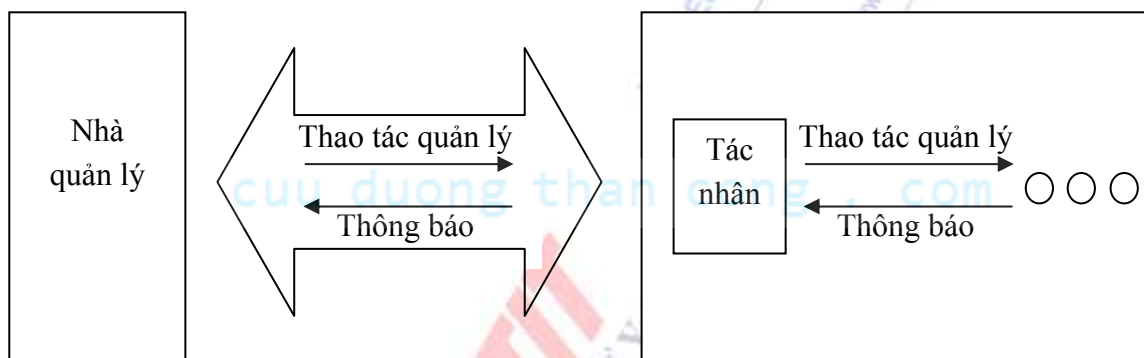 Nhà
quản lý
Thao tác quản lý
Thông báo
Tác
nhân
Thao tác quản lý
Thông báo
cuu duong than cong . com